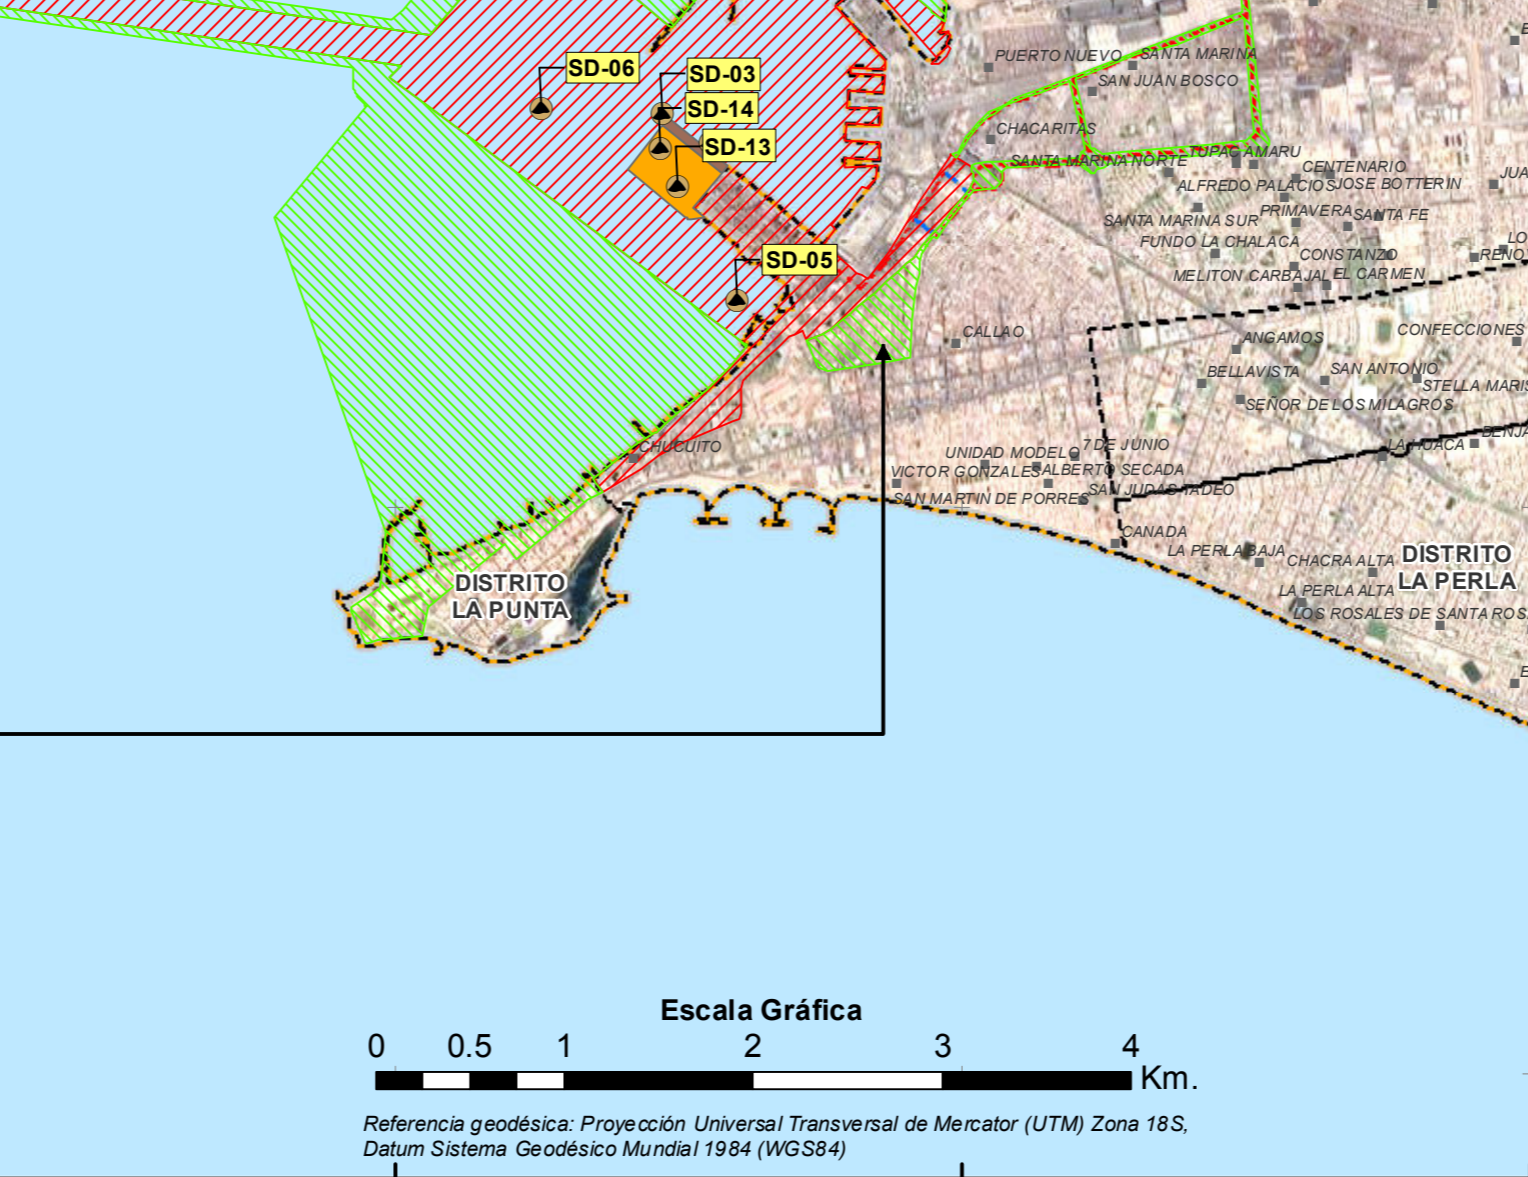 SD-06
SD-03
SD-14
SD-13
SD-05
PUERTO NUEVO
SANTA MARINA
SAN JUAN BOSCO
CHACARITAS
SANTA MARINA NORTE
TUPAC AMARU
CENTENARIO
ALFREDO PALACIOS
JOSE BOTTERIN
SANTA MARINA SUR
PRIMAVERA
SANTA FE
FUNDO LA CHALACA
CONSTANZO
MELITON CARBAJAL
EL CARMEN
CALLAO
ANGAMOS
CONFECCIONES
BELLAVISTA
SAN ANTONIO
SEÑOR DE LOS MILAGROS
CHUCUITO
UNIDAD MODELO
7 DE JUNIO
LA HUACA
VICTOR GONZALES
ALBERTO SECADA
SAN MARTIN DE PORRES
SAN JUDAS TADEO
CANADA
LA PERLA BAJA
CHACRA ALTA
DISTRITO
LA PERLA
LA PERLA ALTA
DISTRITO
LA PUNTA
Escala Gráfica
0 0.5 1 2 3 4
Km.
Referencia geodésica: Proyección Universal Transversal de Mercator (UTM) Zona 18S,
Datum Sistema Geodésico Mundial 1984 (WGS84)